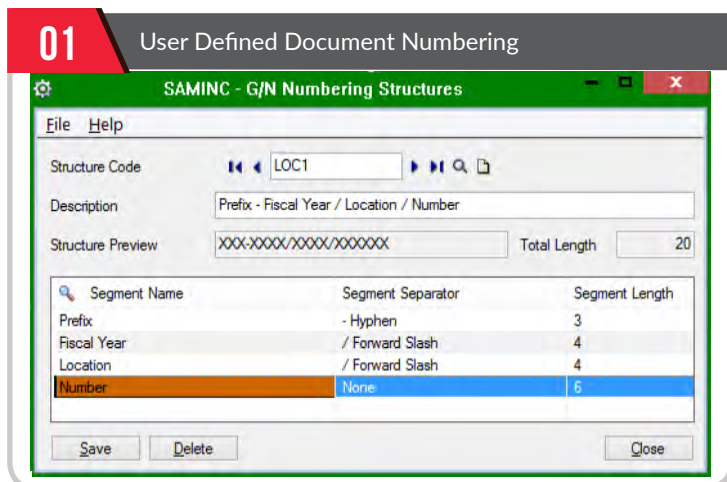 01 User Defined Document Numbering
SAMINC - G/N Numbering Structures
File Help
Structure Code LOC1
Description Prefix - Fiscal Year / Location / Number
Structure Preview XXX-XXXX/XXXX/XXXXXX Total Length 20
Segment Name Segment Separator Segment Length
Prefix - Hyphen 3
Fiscal Year / Forward Slash 4
Location / Forward Slash 4
Number None 6
Save Delete Close